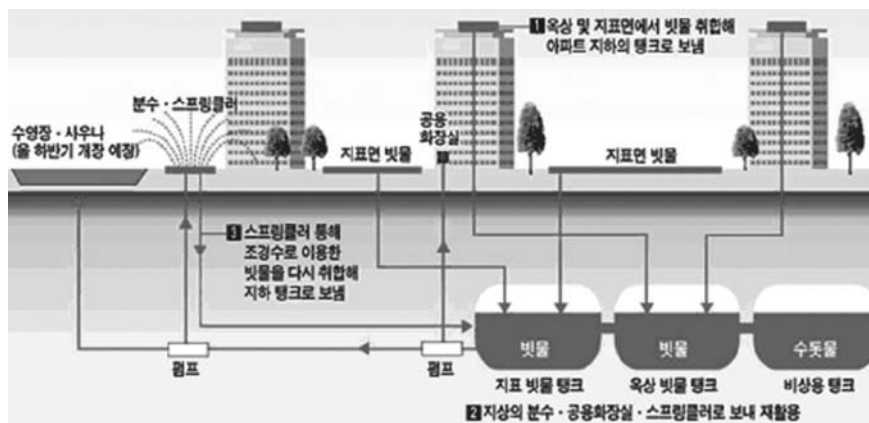 1 옥상 및 지표면에서 빗물 취합해
아파트 지하의 탱크로 보냄
분수·스프링클러
수영장·사우나
(올 하반기 개장 예정)
공용
화장실
지표면 빗물
지표면 빗물
3 스프링클러 통해
조경수로 이용한
빗물을 다시 취합해
지하 탱크로 보냄
빗물
빗물
수돗물
펌프
펌프
지표 빗물 탱크
옥상 빗물 탱크
비상용 탱크
2 지상의 분수·공용화장실·스프링클러로 보내 재활용